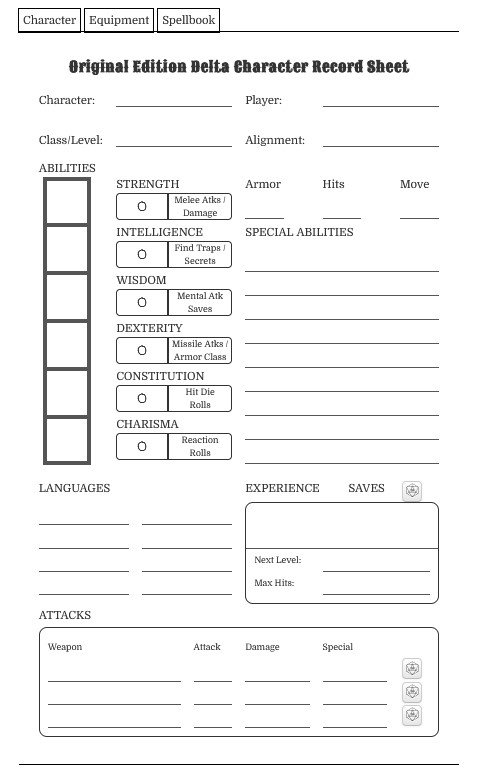 Character Equipment Spellbook
Original Edition Delta Character Record Sheet
Character: Player:
Class/Level: Alignment:
ABILITIES
STRENGTH Armor Hits Move
0 Melee Atks /
Damage
INTELLIGENCE SPECIAL ABILITIES
0 Find Traps /
Secrets
WISDOM
0 Mental Atk
Saves
DEXTERITY
0 Missile Atks /
Armor Class
CONSTITUTION
0 Hit Die
Rolls
CHARISMA
0 Reaction
Rolls
LANGUAGES EXPERIENCE SAVES
Next Level:
Max Hits:
ATTACKS
Weapon Attack Damage Special